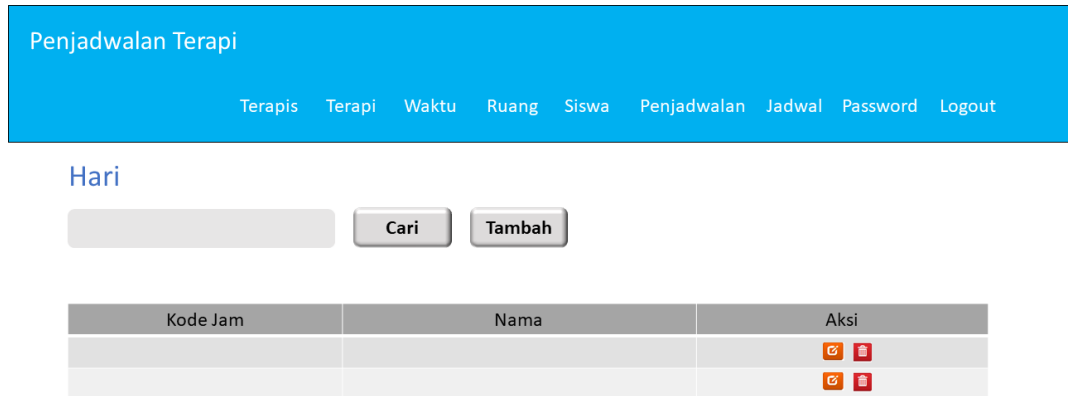 Penjadwalan Terapi
Terapis Terapi Waktu Ruang Siswa Penjadwalan Jadwal Password Logout
Hari
Cari Tambah
Kode Jam Nama Aksi